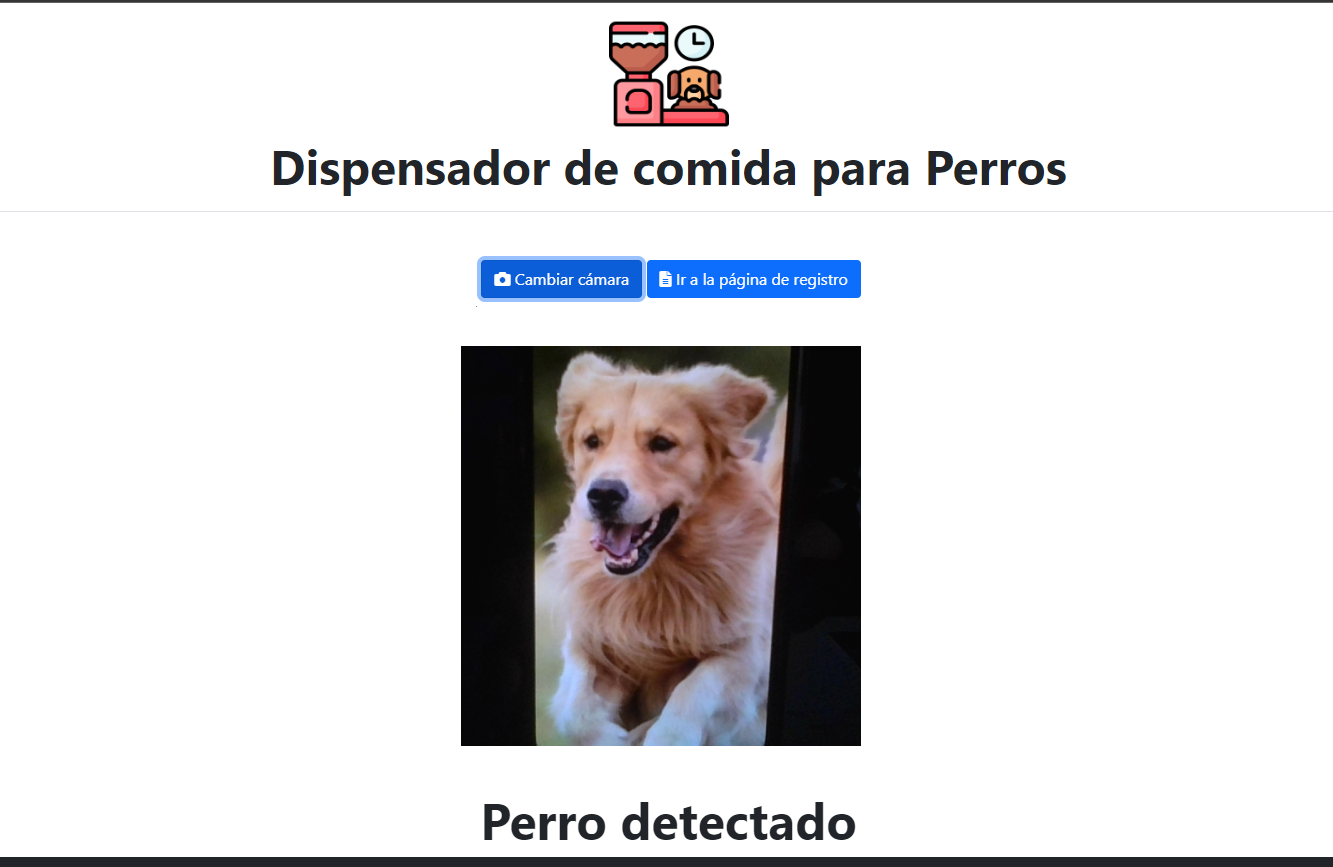 Dispensador de comida para Perros
Cambiar cámara Ir a la página de registro
Perro detectado